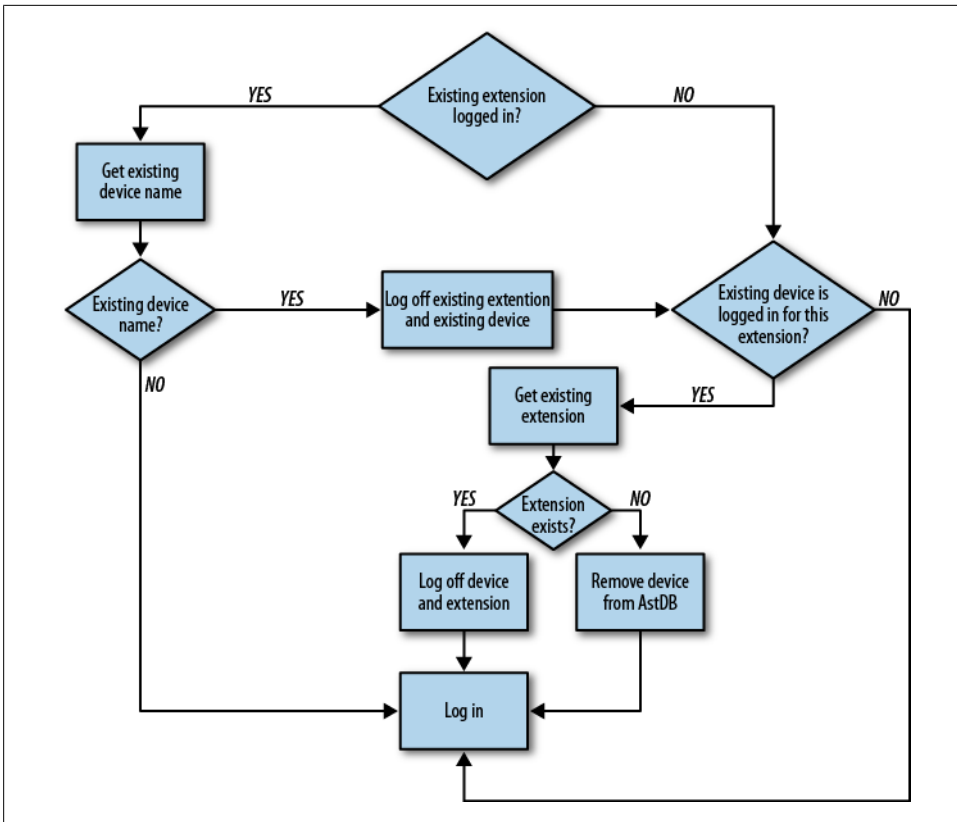 Existing extension
logged in?
YES
NO
Get existing
device name
Existing device
name?
YES
Log off existing extention
and existing device
Existing device is
logged in for this
extension?
NO
NO
YES
Get existing
extension
YES
Extension
exists?
NO
Log off device
and extension
Remove device
from AstDB
Log in